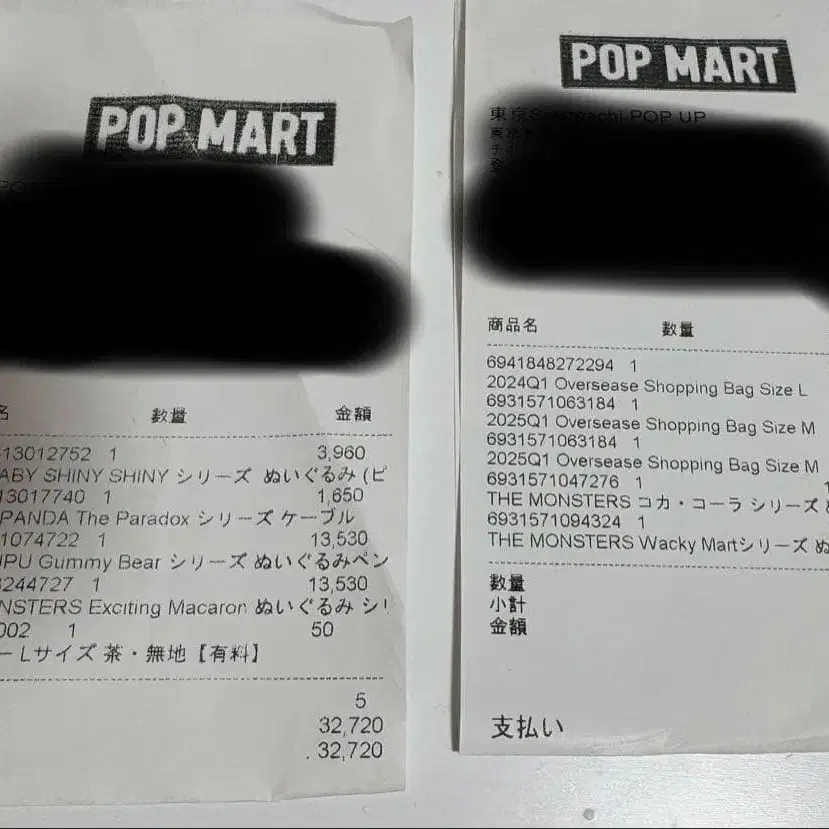 POP MART
名 数量 金額
13012752 1 3,960
ABY SHINY SHINY シリーズ ぬいぐるみ (ピ
13017740 1 1,650
PANDA The Paradox シリーズ ケーブル
1074722 1 13,530
UPU Gummy Bear シリーズ ぬいぐるみペン
244727 1 13,530
NSTERS Exciting Macaron ぬいぐるみ シリ
002 1 50
ー Lサイズ 茶・無地【有料】
5
32,720
32,720
POP MART
東京 POP UP
商品名 数量
6941848272294 1
2024Q1 Oversease Shopping Bag Size L
6931571063184 1
2025Q1 Oversease Shopping Bag Size M
6931571063184 1
2025Q1 Oversease Shopping Bag Size M
6931571047276 1
THE MONSTERS コカ・コーラ シリーズ
6931571094324 1
THE MONSTERS Wacky Martシリーズ ぬ
数量
小計
金額
支払い